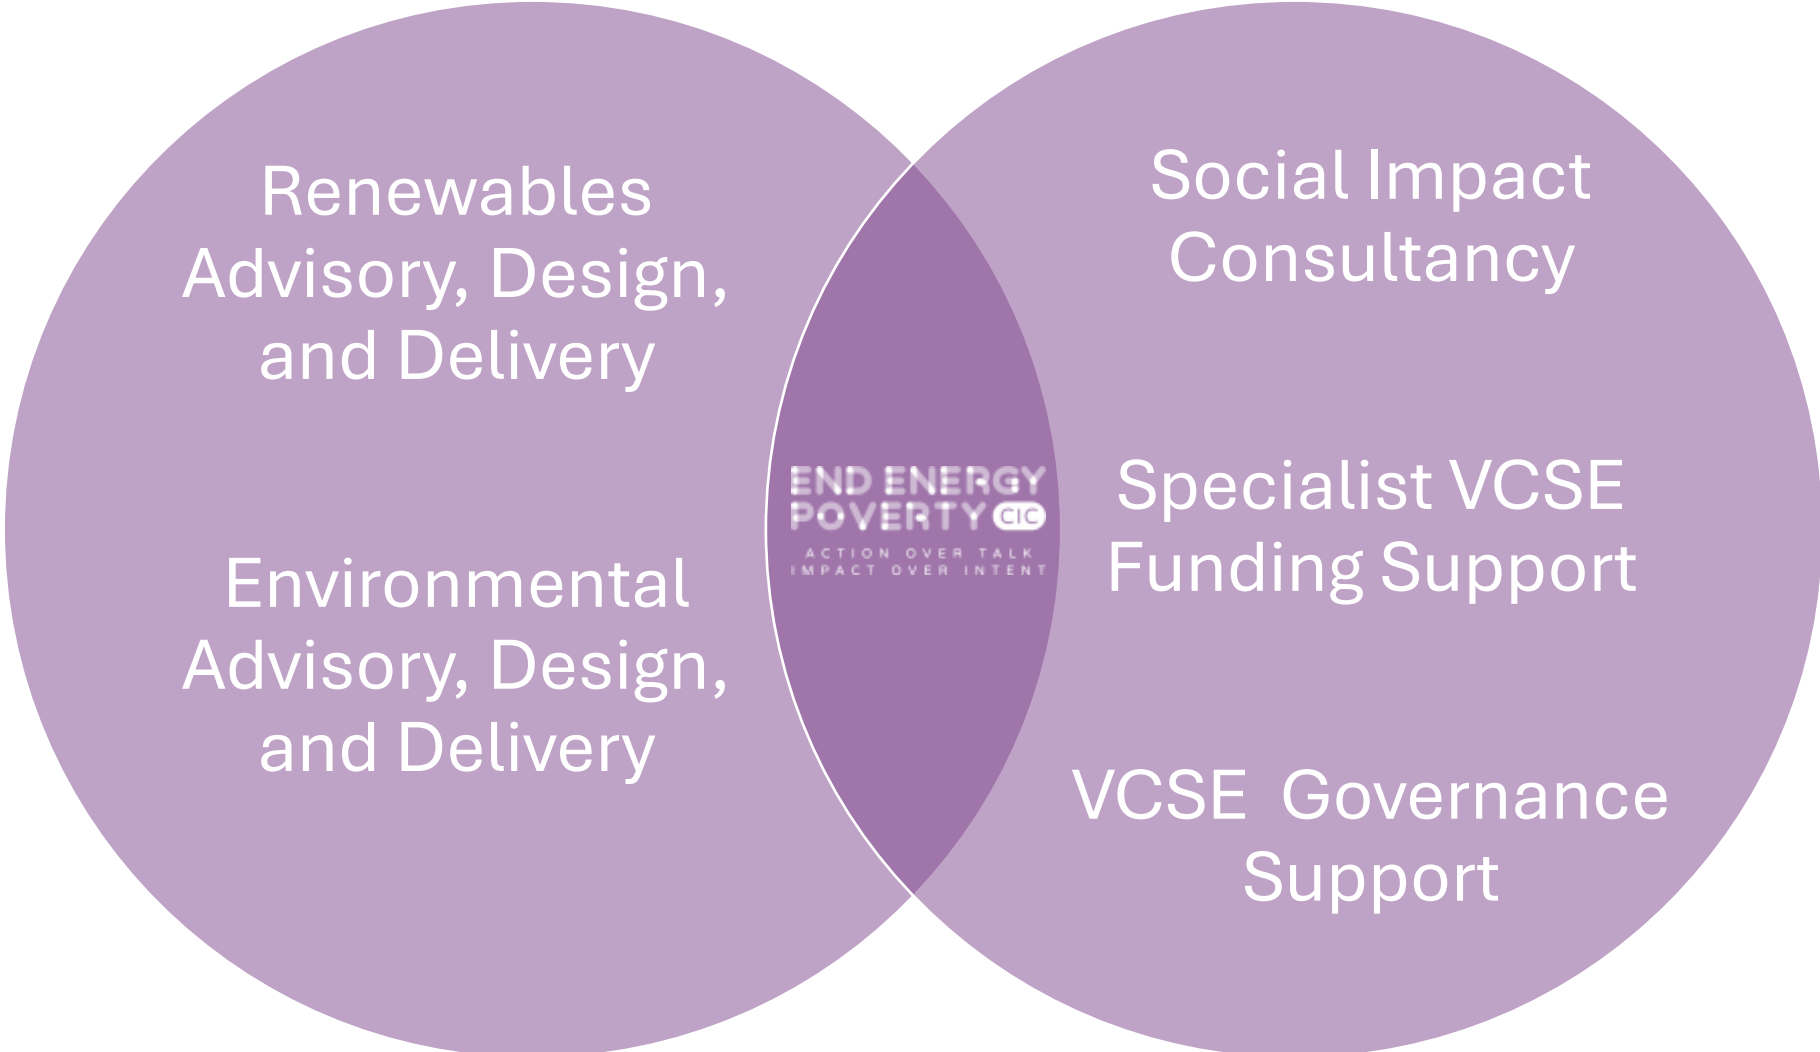 Renewables
Advisory, Design,
and Delivery
Environmental
Advisory, Design,
and Delivery
END ENERGY
POVERTY CIC
ACTION OVER TALK
IMPACT OVER INTENT
Social Impact
Consultancy
Specialist VCSE
Funding Support
VCSE  Governance
Support